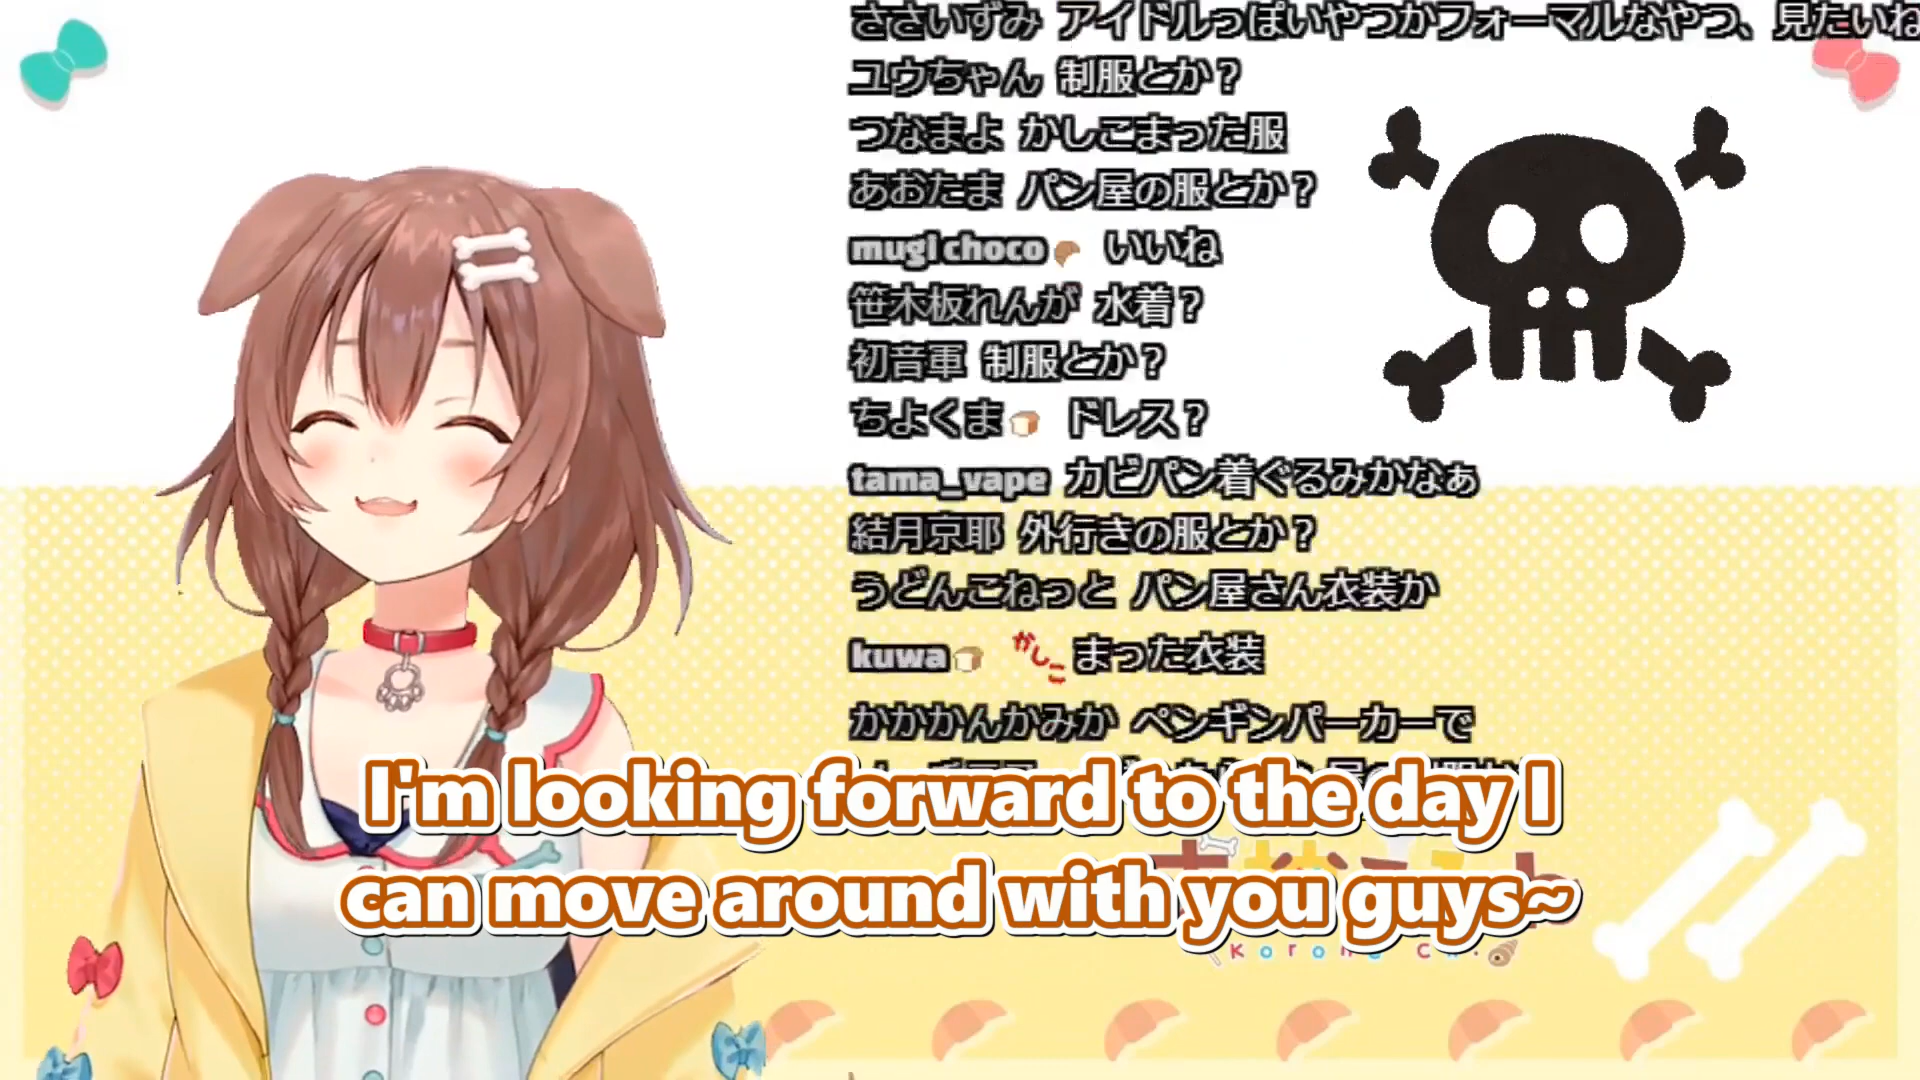 ささいずみ アイドルっぽいやつかフォーマルなやつ、見たいね
ユウちゃん 制服とか？
つなまよ かしこまった服
あおたま パン屋の服とか？
mugi choco いいね
笹木板れんが 水着？
初音軍 制服とか？
ちよくま ドレス？
tama_vape カビパン着ぐるみかなぁ
結月京耶 外行きの服とか？
うどんこねっと パン屋さん衣装か
kuwa かしこまった衣装
かかかんかみか ペンギンパーカーで
I'm looking forward to the day I
can move around with you guys~
Korone Ch.